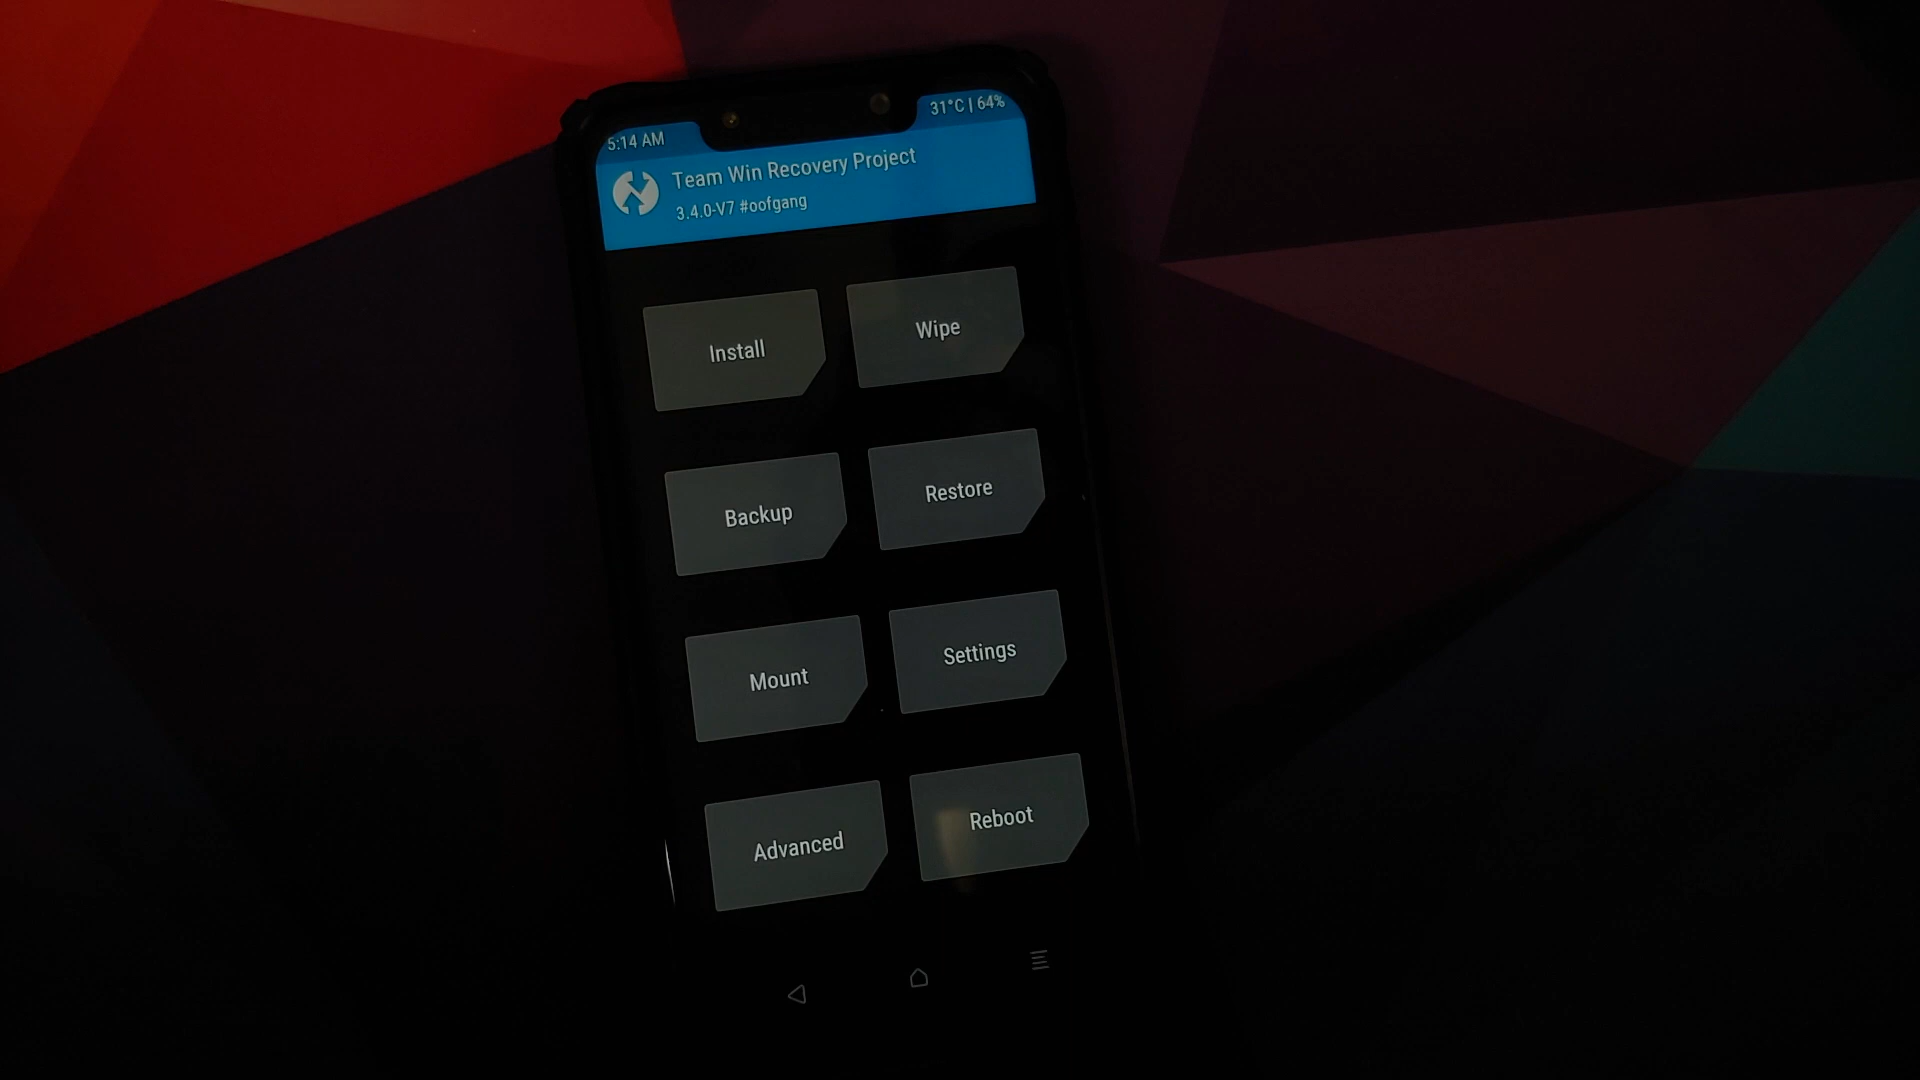 5:14 AM
31°C | 64%
Team Win Recovery Project
3.4.0-V7 #oofgang
Install
Wipe
Backup
Restore
Mount
Settings
Advanced
Reboot